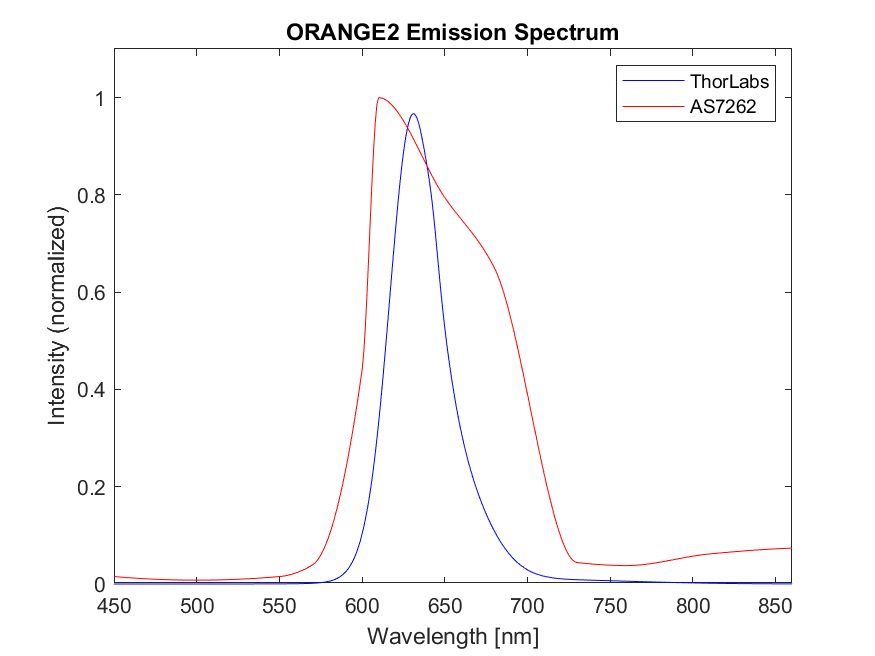 ORANGE2 Emission Spectrum
ThorLabs
AS7262
Intensity (normalized)
1
0.8
0.6
0.4
0.2
0
450 500 550 600 650 700 750 800 850
Wavelength [nm]